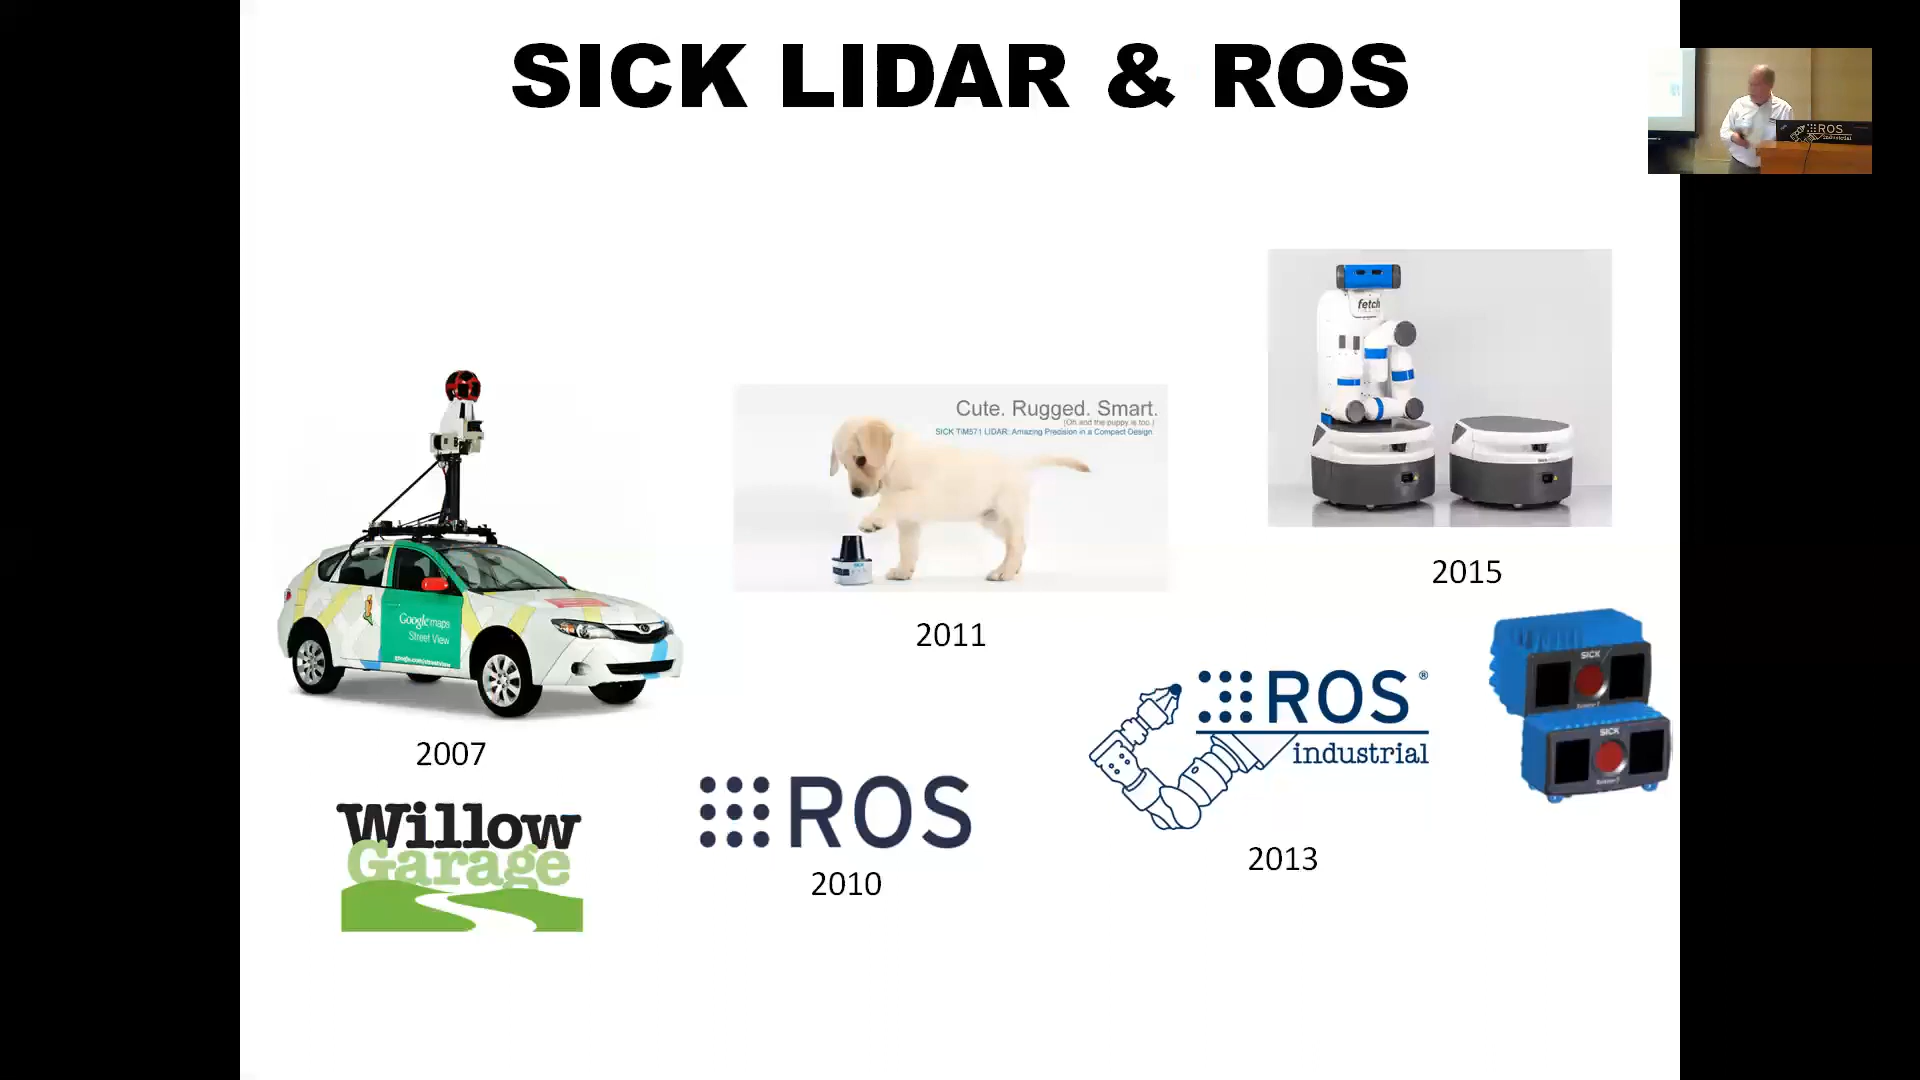 SICK LIDAR & ROS
ROS
industrial
fetch
Cute. Rugged. Smart.
(Oh and the puppy is too.)
SICK TiM571 LIDAR: Amazing Precision in a Compact Design
SICK
2015
Google maps
Street View
2011
SICK
SICK
ROS®
industrial
2007
Willow
Garage
ROS
2010
2013